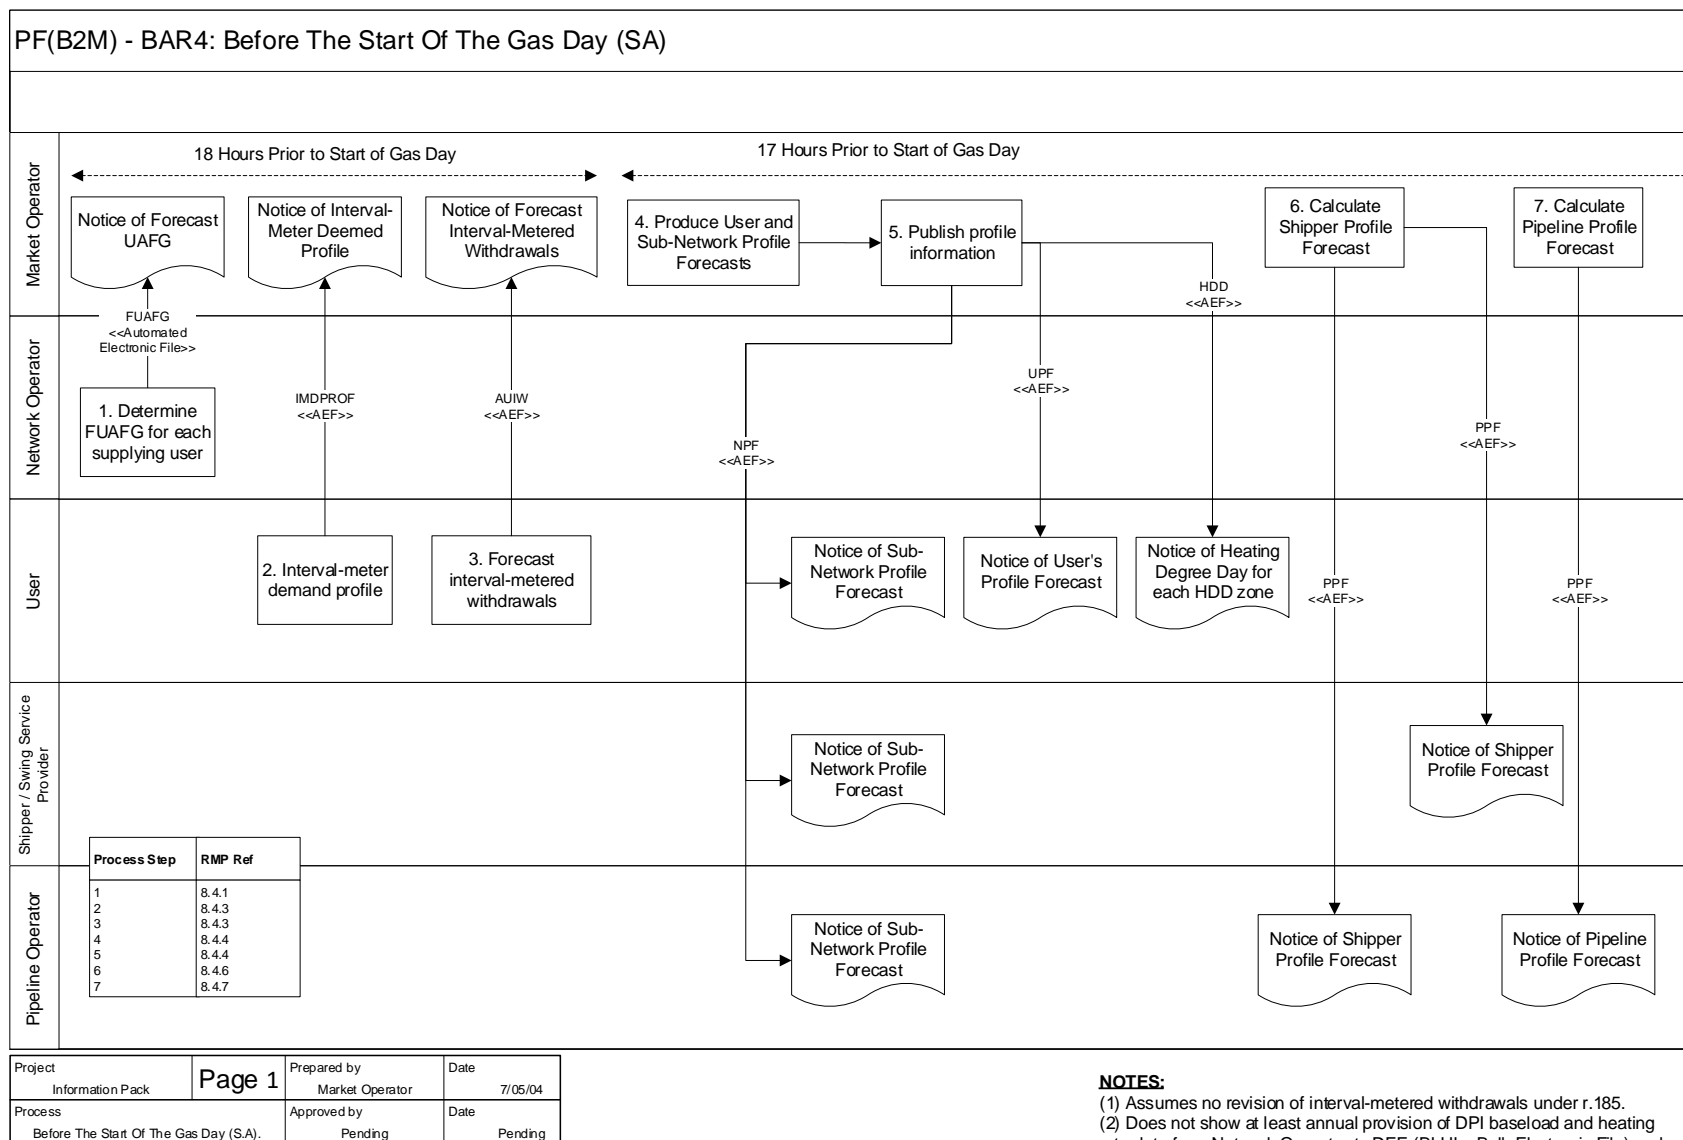 PF(B2M) - BAR4: Before The Start Of The Gas Day (SA)
Market Operator
18 Hours Prior to Start of Gas Day
17 Hours Prior to Start of Gas Day
Notice of Forecast
UAFG
Notice of Interval-
Meter Deemed
Profile
Notice of Forecast
Interval-Metered
Withdrawals
4. Produce User and
Sub-Network Profile
Forecasts
5. Publish profile
information
6. Calculate
Shipper Profile
Forecast
7. Calculate
Pipeline Profile
Forecast
HDD
<<AEF>>
FUAFG
<<Automated
Electronic File>>
Network Operator
1. Determine
FUAFG for each
supplying user
IMDPROF
<<AEF>>
AUIW
<<AEF>>
NPF
<<AEF>>
UPF
<<AEF>>
PPF
<<AEF>>
User
2. Interval-meter
demand profile
3. Forecast
interval-metered
withdrawals
Notice of Sub-
Network Profile
Forecast
Notice of User's
Profile Forecast
Notice of Heating
Degree Day for
each HDD zone
PPF
<<AEF>>
PPF
<<AEF>>
Shipper / Swing Service
Provider
Notice of Sub-
Network Profile
Forecast
Notice of Shipper
Profile Forecast
Process Step RMP Ref
1 8.4.1
2 8.4.3
3 8.4.3
4 8.4.4
5 8.4.4
6 8.4.6
7 8.4.7
Pipeline Operator
Notice of Sub-
Network Profile
Forecast
Notice of Shipper
Profile Forecast
Notice of Pipeline
Profile Forecast
Project
Information Pack
Page 1
Prepared by
Market Operator
Date
7/05/04
Process
Before The Start Of The Gas Day (S.A).
Approved by
Pending
Date
Pending
NOTES:
(1) Assumes no revision of interval-metered withdrawals under r.185.
(2) Does not show at least annual provision of DPI baseload and heating